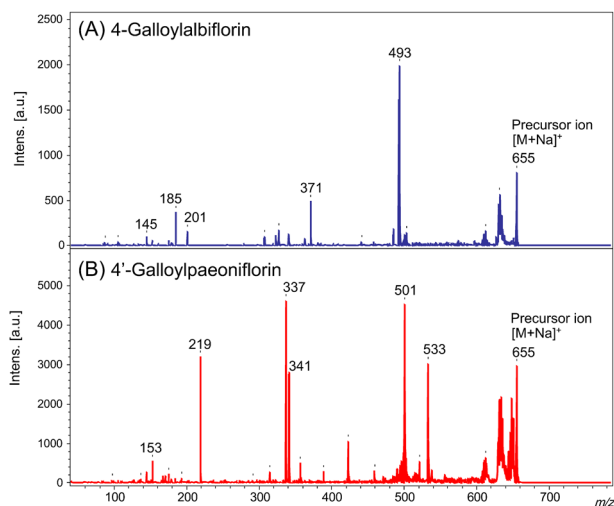 (A) 4-Galloylalbiflorin
Intens. [a.u.]
2500
2000
1500
1000
500
0
493
Precursor ion
[M+Na]⁺
655
371
185
201
145
(B) 4’-Galloylpaeoniflorin
Intens. [a.u.]
5000
4000
3000
2000
1000
0
337
501
Precursor ion
[M+Na]⁺
655
219
341
533
153
100 200 300 400 500 600 700 m/z